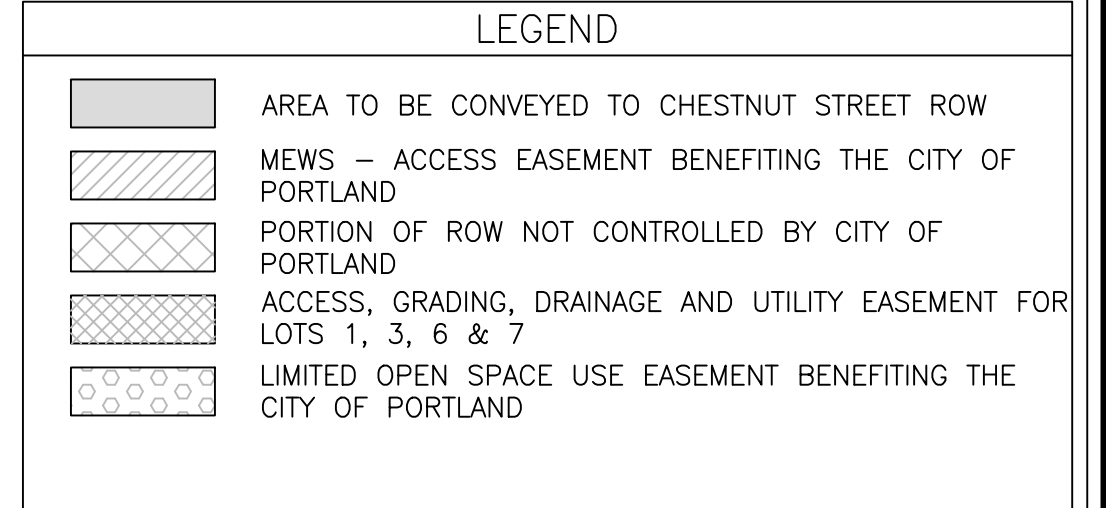 LEGEND
AREA TO BE CONVEYED TO CHESTNUT STREET ROW
MEWS – ACCESS EASEMENT BENEFITING THE CITY OF
PORTLAND
PORTION OF ROW NOT CONTROLLED BY CITY OF
PORTLAND
ACCESS, GRADING, DRAINAGE AND UTILITY EASEMENT FOR
LOTS 1, 3, 6 & 7
LIMITED OPEN SPACE USE EASEMENT BENEFITING THE
CITY OF PORTLAND